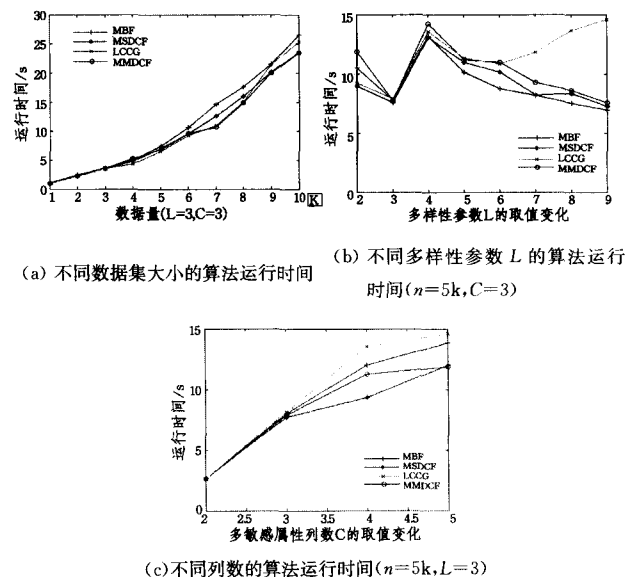 30
25
20
15
10
5
0
运行时间/s
MBF
MSDCF
LCCG
MMDCF
1 2 3 4 5 6 7 8 9 10 K
数据量(L=3,C=3)
(a) 不同数据集大小的算法运行时间
15
10
5
0
运行时间/s
MBF
MSDCF
LCCG
MMDCF
2 3 4 5 6 7 8 9
多样性参数L的取值变化
(b) 不同多样性参数 L 的算法运行
时间(n=5k,C=3)
15
10
5
0
运行时间/s
MBF
MSDCF
LCCG
MMDCF
2 2.5 3 3.5 4 4.5 5
多敏感属性列数C的取值变化
(c)不同列数的算法运行时间(n=5k,L=3)